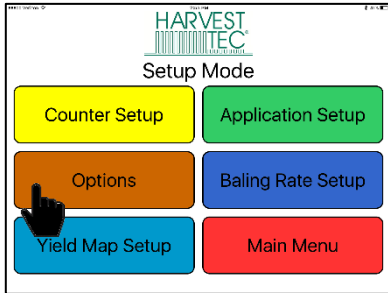 HARVEST
TEC
Setup Mode
Counter Setup
Application Setup
Options
Baling Rate Setup
Yield Map Setup
Main Menu